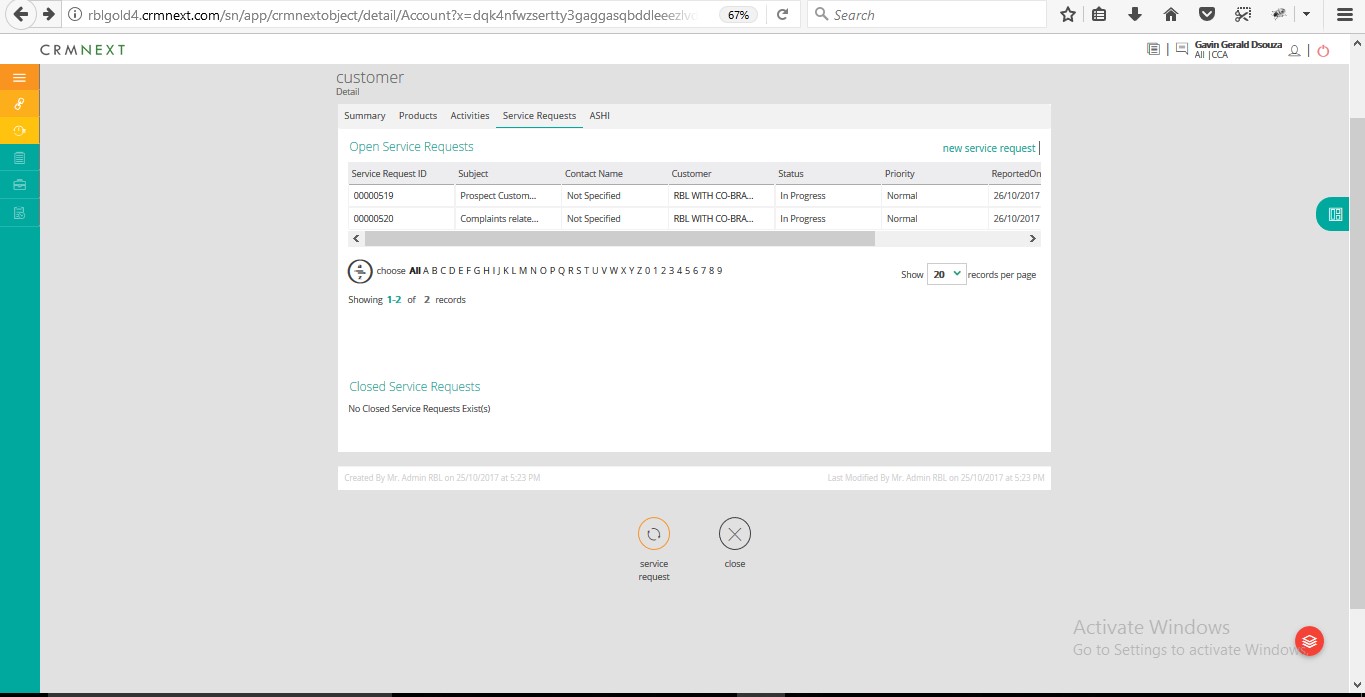 rblgold4.crmnext.com/sn/app/crmnextobject/detail/Account?x=dqk4nfwzsertty3gaggasqbddleeezlvo
67%
Search
CRMNEXT
Gavin Gerald Dsouza
All |CCA
customer
Detail
Summary Products Activities Service Requests ASHI
Open Service Requests
new service request
Service Request ID Subject Contact Name Customer Status Priority ReportedOn
00000519 Prospect Custom... Not Specified RBL WITH CO-BRA... In Progress Normal 26/10/2017
00000520 Complaints relate... Not Specified RBL WITH CO-BRA... In Progress Normal 26/10/2017
choose All A B C D E F G H I J K L M N O P Q R S T U V W X Y Z 0 1 2 3 4 5 6 7 8 9
Show 20 records per page
Showing 1-2 of 2 records
Closed Service Requests
No Closed Service Requests Exist(s)
Created By Mr. Admin RBL on 25/10/2017 at 5:23 PM
Last Modified By Mr. Admin RBL on 25/10/2017 at 5:23 PM
service
request
close
Activate Windows
Go to Settings to activate Windows.